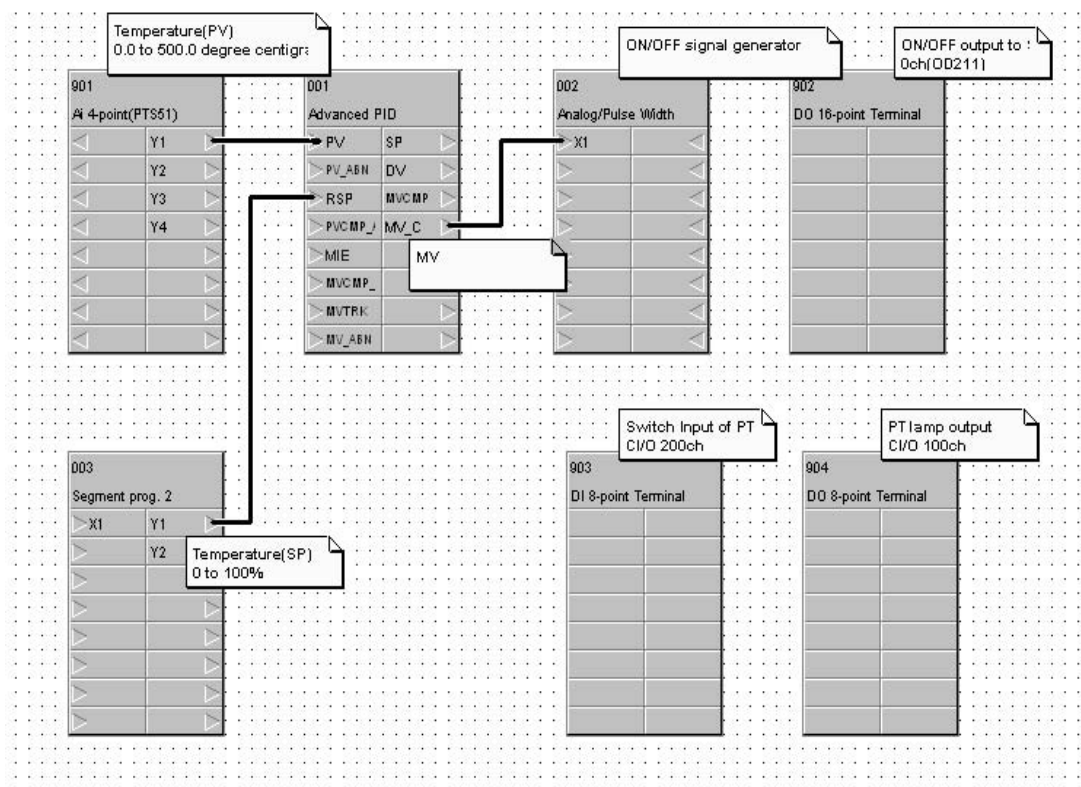 Temperature(PV)
0.0 to 500.0 degree
ON/OFF signal generator
ON/OFF output to
0ch(OD211)
901
Ai 4-point(PTS51)
Y1
Y2
Y3
Y4
001
Advanced PID
PV SP
PV_ABN DV
RSP MVCMP
PVCMP_/ MV_C
MIE
MVCMP_
MVTRK
MV_ABN
MV
002
Analog/Pulse Width
X1
902
DO 16-point Terminal
003
Segment prog. 2
X1 Y1
Y2
Temperature(SP)
0 to 100%
Switch Input of PT
CI/O 200ch
903
DI 8-point Terminal
PT lamp output
CI/O 100ch
904
DO 8-point Terminal